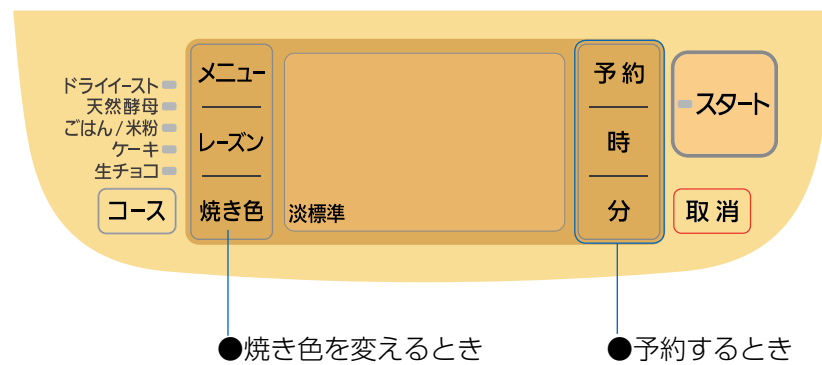 ドライイースト
天然酵母
ごはん/米粉
ケーキ
生チョコ
コース
メニュー
レーズン
焼き色
淡標準
予約
時
分
スタート
取消
●焼き色を変えるとき
●予約するとき